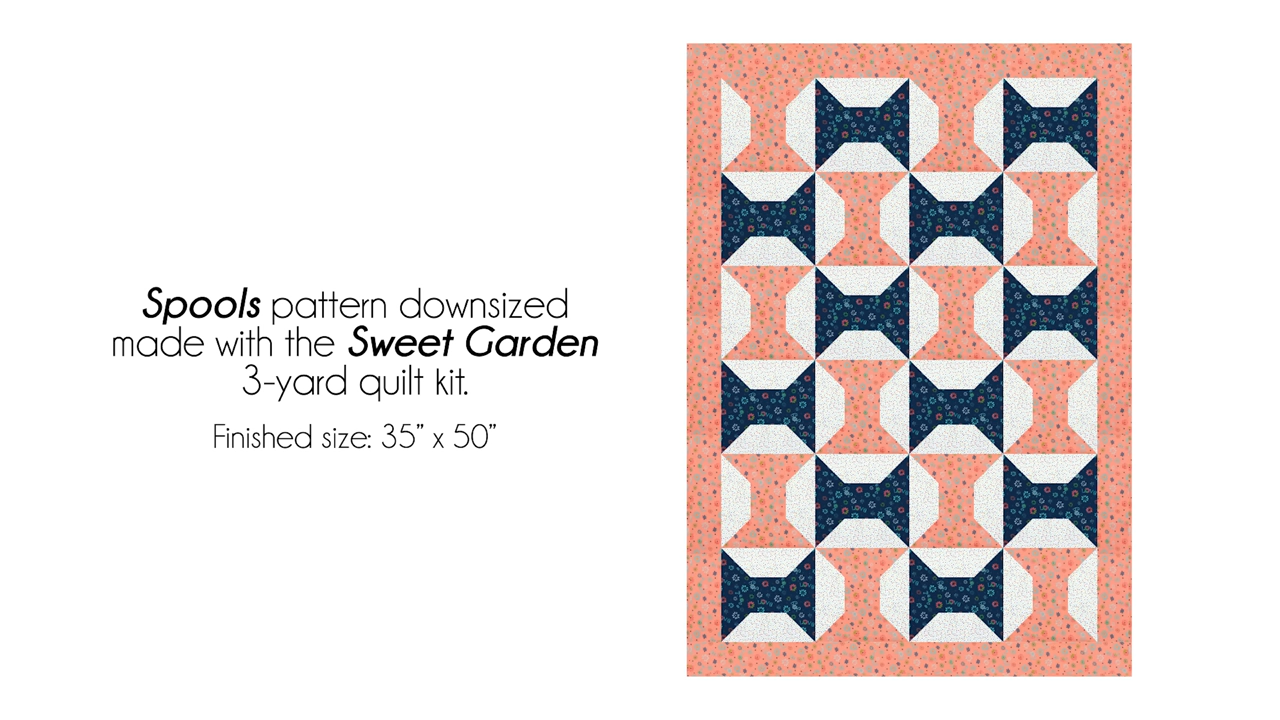 Spools pattern downsized
made with the Sweet Garden
3-yard quilt kit.
Finished size: 35” x 50”